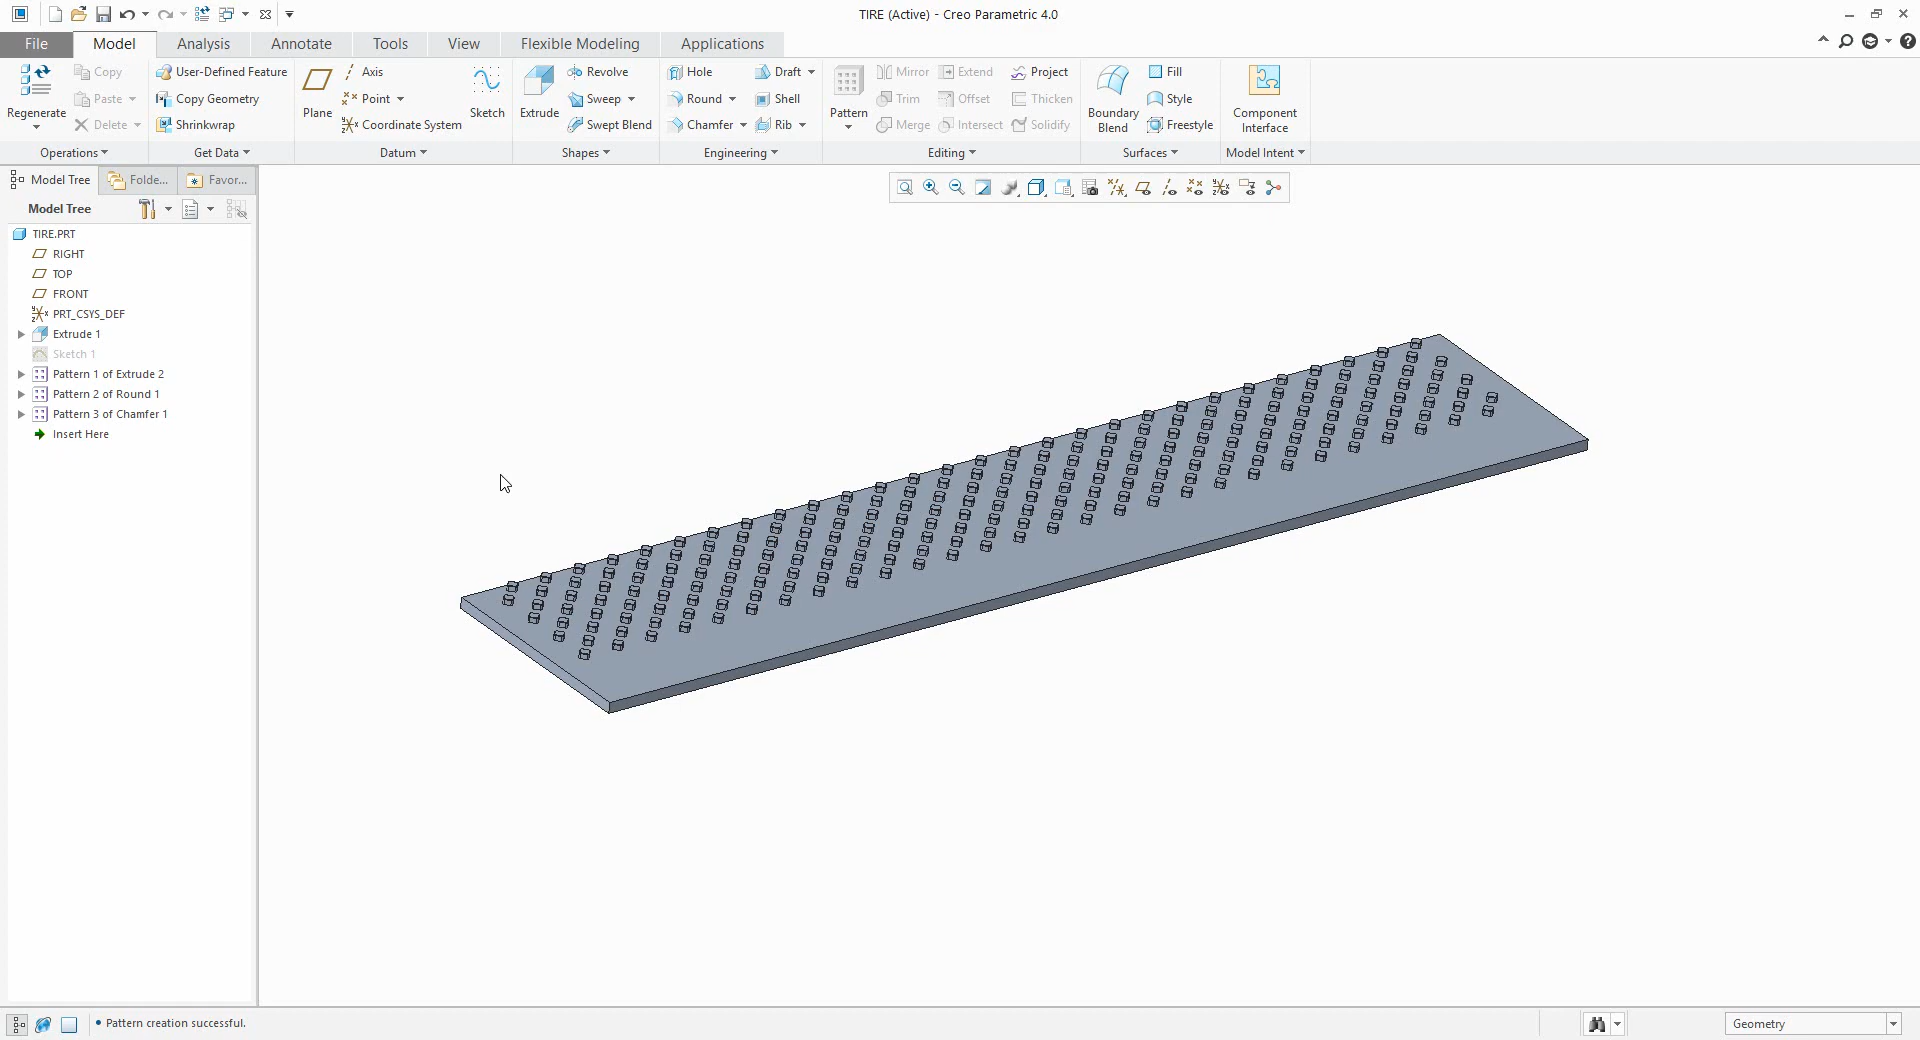 TIRE (Active) - Creo Parametric 4.0
File Model Analysis Annotate Tools View Flexible Modeling Applications
Regenerate
Copy
Paste
Delete
Operations
User-Defined Feature
Copy Geometry
Shrinkwrap
Get Data
Plane
Axis
Point
Coordinate System
Sketch
Datum
Extrude
Revolve
Sweep
Swept Blend
Shapes
Hole
Round
Chamfer
Draft
Shell
Rib
Engineering
Pattern
Mirror
Trim
Merge
Extend
Offset
Intersect
Project
Thicken
Solidify
Editing
Boundary
Blend
Fill
Style
Freestyle
Surfaces
Component
Interface
Model Intent
Model Tree Folde... Favor...
Model Tree
TIRE.PRT
RIGHT
TOP
FRONT
PRT_CSYS_DEF
Extrude 1
Sketch 1
Pattern 1 of Extrude 2
Pattern 2 of Round 1
Pattern 3 of Chamfer 1
Insert Here
• Pattern creation successful.
Geometry